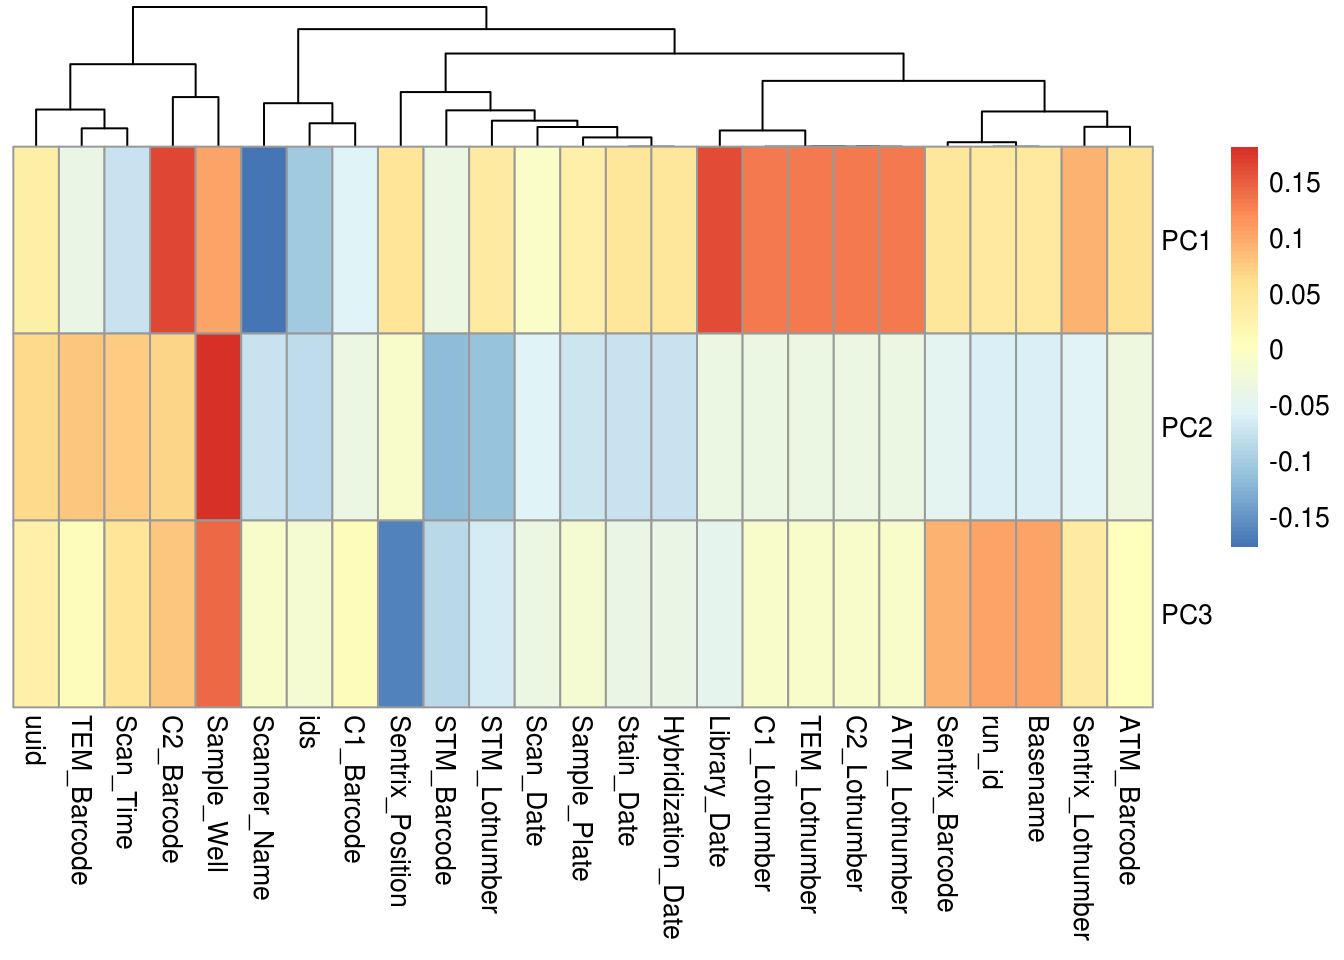 0.15
PC1
0.1
0.05
0
-0.05
PC2
-0.1
-0.15
PC3
uuid
TEM_Barcode
Scan_Time
C2_Barcode
Sample_Well
Scanner_Name
ids
C1_Barcode
Sentrix_Position
STM_Barcode
STM_Lotnumber
Scan_Date
Sample_Plate
Stain_Date
Hybridization_Date
Library_Date
C1_Lotnumber
TEM_Lotnumber
C2_Lotnumber
ATM_Lotnumber
Sentrix_Barcode
run_id
Basename
Sentrix_Lotnumber
ATM_Barcode